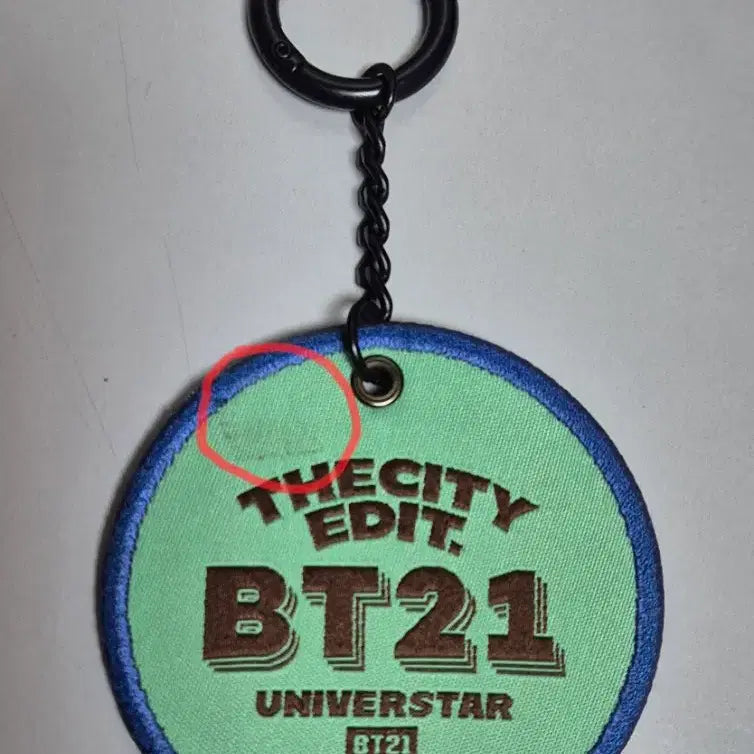 THECITY
EDIT.
BT21
UNIVERSTAR
BT21